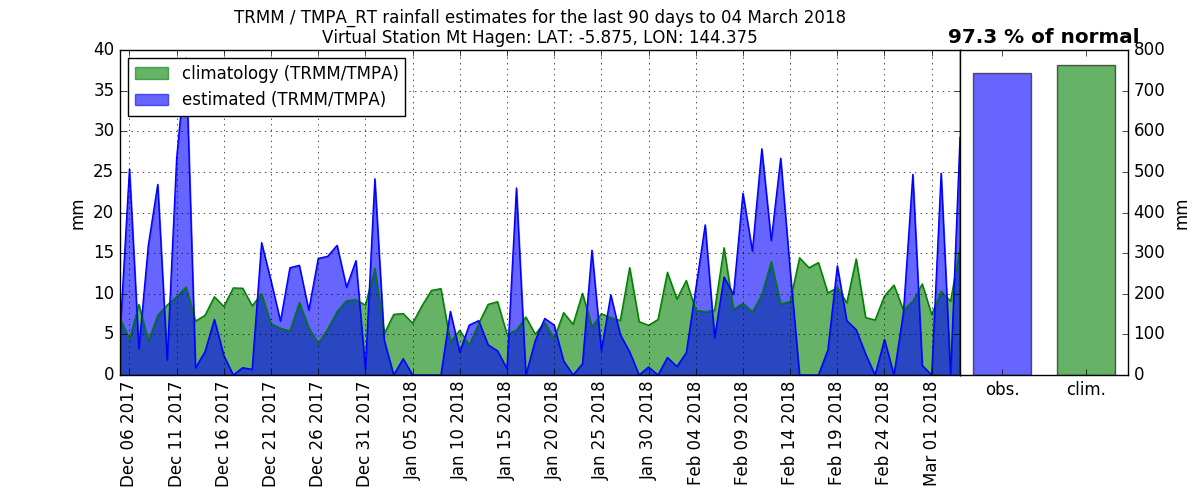 TRMM / TMPA_RT rainfall estimates for the last 90 days to 04 March 2018
Virtual Station Mt Hagen: LAT: -5.875, LON: 144.375
97.3 % of normal
climatology (TRMM/TMPA)
estimated (TRMM/TMPA)
40
35
30
25
20
15
10
5
0
mm
800
700
600
500
400
300
200
100
0
mm
obs.
clim.
Dec 06 2017
Dec 11 2017
Dec 16 2017
Dec 21 2017
Dec 26 2017
Dec 31 2017
Jan 05 2018
Jan 10 2018
Jan 15 2018
Jan 20 2018
Jan 25 2018
Jan 30 2018
Feb 04 2018
Feb 09 2018
Feb 14 2018
Feb 19 2018
Feb 24 2018
Mar 01 2018